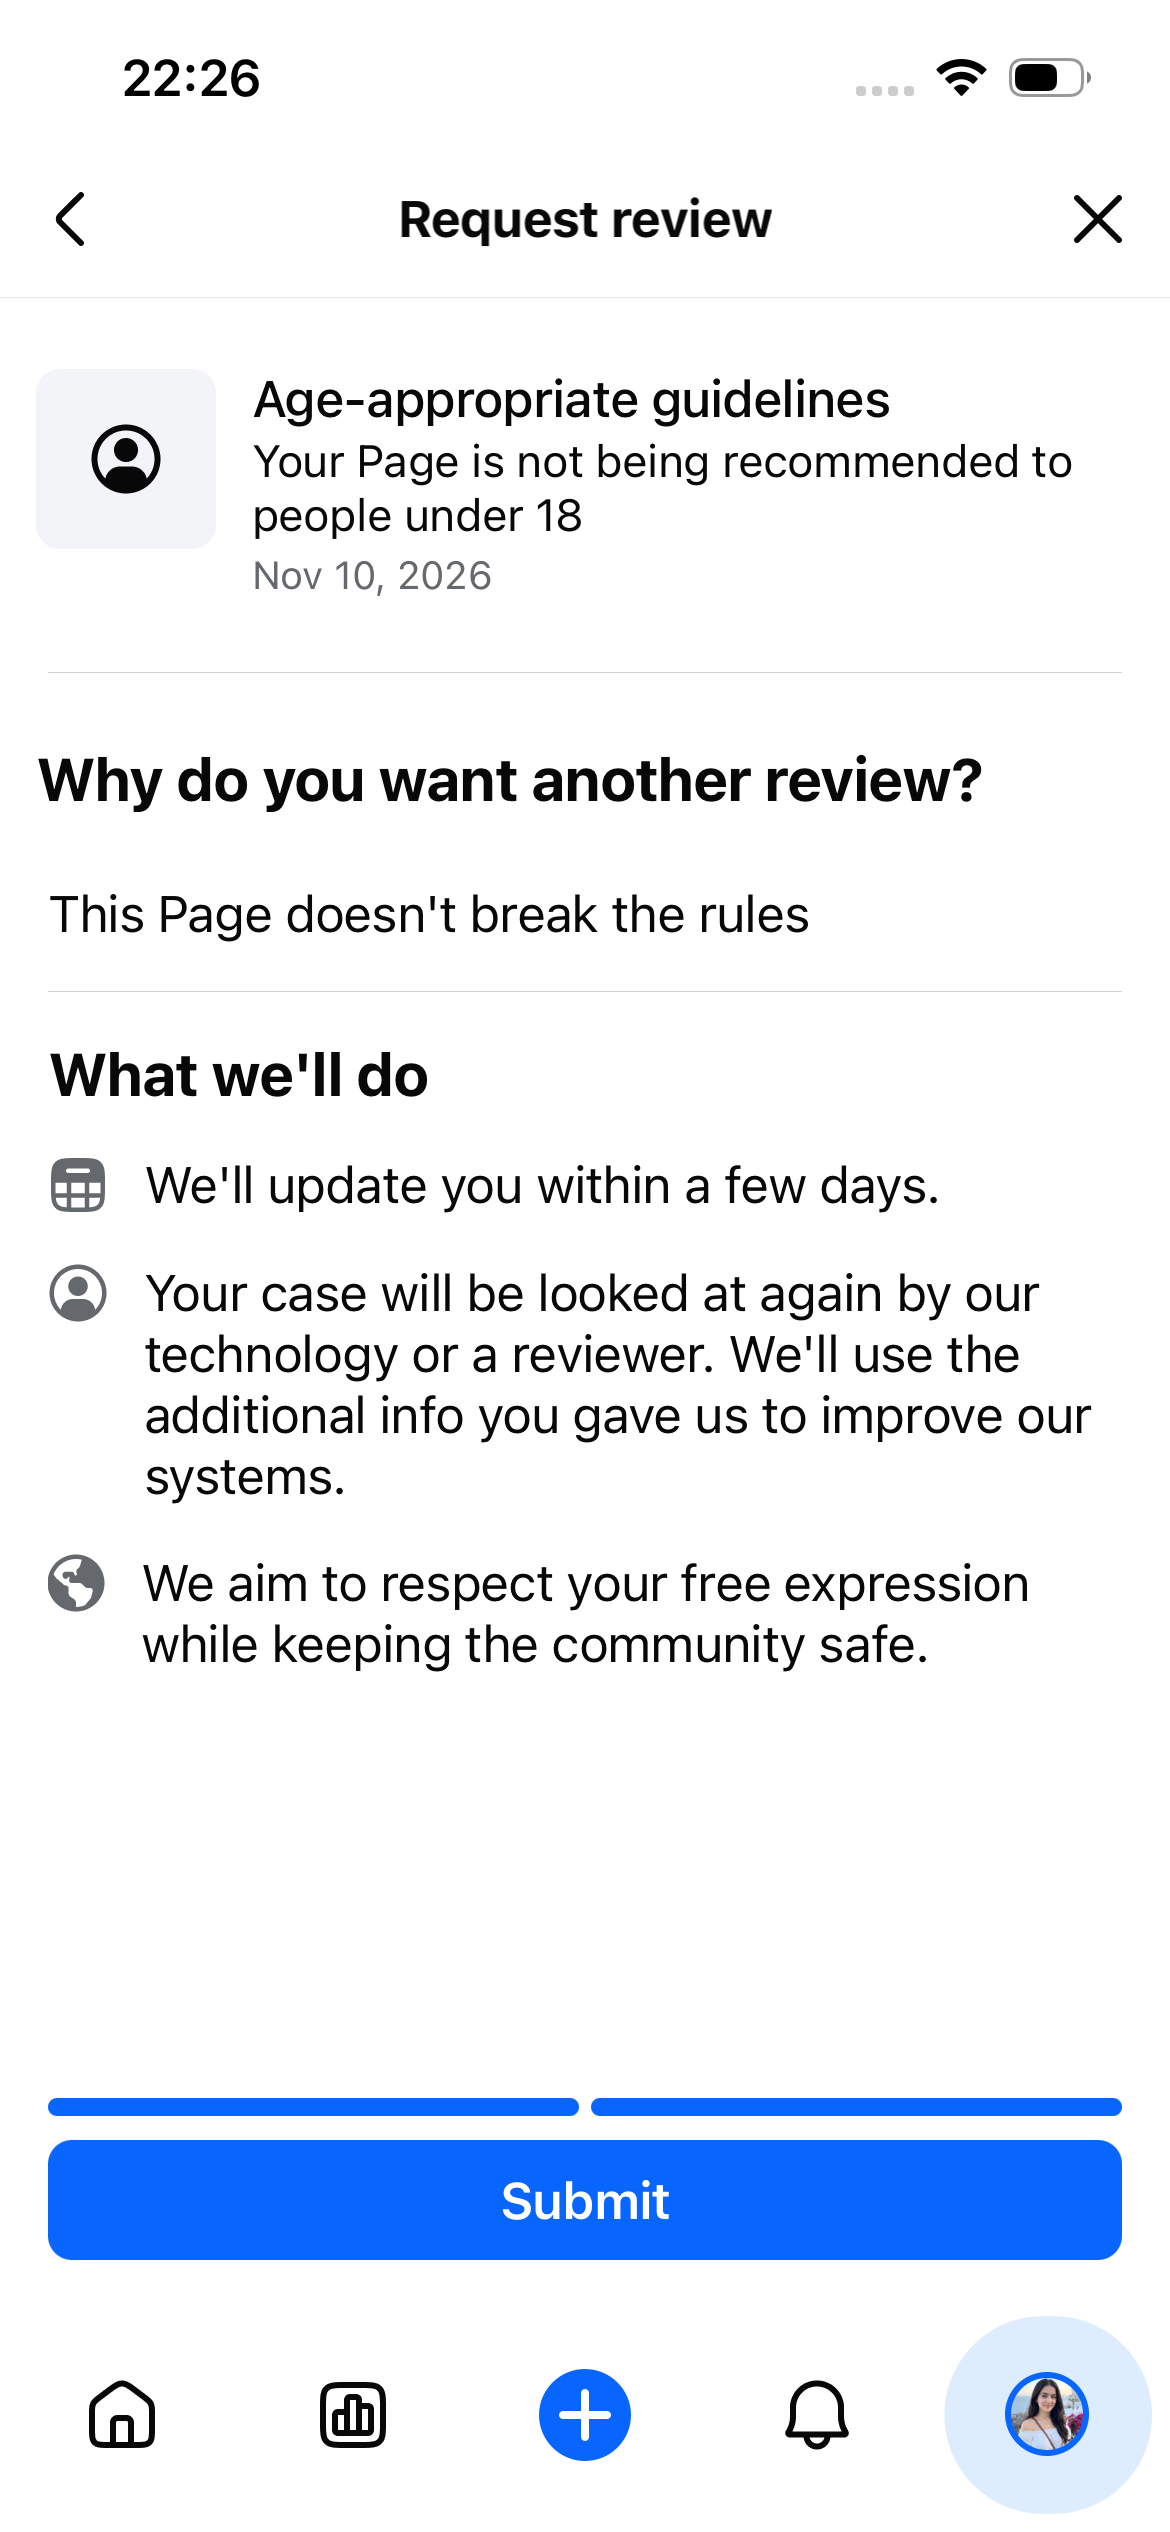 22:26
Request review
Age-appropriate guidelines
Your Page is not being recommended to
people under 18
Nov 10, 2026
Why do you want another review?
This Page doesn't break the rules
What we'll do
We'll update you within a few days.
Your case will be looked at again by our
technology or a reviewer. We'll use the
additional info you gave us to improve our
systems.
We aim to respect your free expression
while keeping the community safe.
Submit